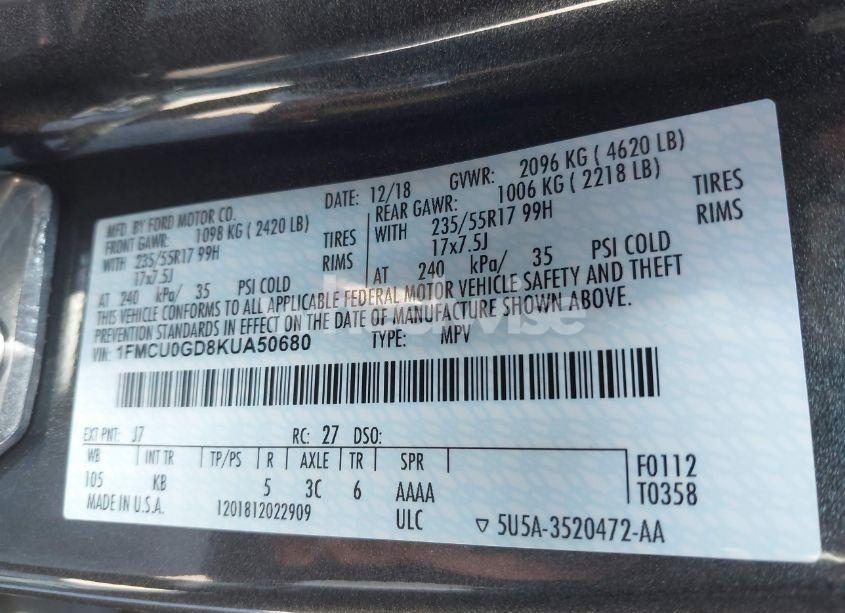 MFD. BY FORD MOTOR CO.
DATE: 12/18 GVWR: 2096 KG ( 4620 LB)
FRONT GAWR: 1098 KG ( 2420 LB) REAR GAWR: 1006 KG ( 2218 LB)
WITH 235/55R17 99H TIRES WITH 235/55R17 99H TIRES
17x7.5J RIMS 17x7.5J RIMS
AT 240 kPa/ 35 PSI COLD AT 240 kPa/ 35 PSI COLD
THIS VEHICLE CONFORMS TO ALL APPLICABLE FEDERAL MOTOR VEHICLE SAFETY AND THEFT
PREVENTION STANDARDS IN EFFECT ON THE DATE OF MANUFACTURE SHOWN ABOVE.
VIN: 1FMCU0GD8KUA50680 TYPE: MPV
EXT PNT: J7 RC: 27 DSO:
WB INT TR TP/PS R AXLE TR SPR F0112
105 KB 5 3C 6 AAAA T0358
MADE IN U.S.A. 1201812022909 ULC ▽ 5U5A-3520472-AA